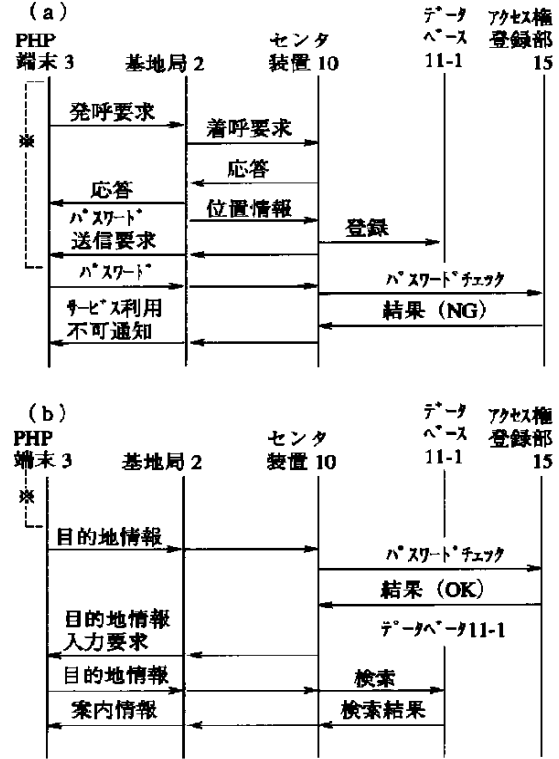 (a)
PHP
端末3
基地局2
センタ
装置10
データ
ベース
11-1
アクセス権
登録部
15
※
発呼要求
着呼要求
応答
応答
位置情報
パスワード
送信要求
登録
パスワード
パスワードチェック
結果(NG)
サービス利用
不可通知
(b)
PHP
端末3
基地局2
センタ
装置10
データ
ベース
11-1
アクセス権
登録部
15
※
目的地情報
パスワードチェック
結果(OK)
目的地情報
入力要求
データベータ11-1
目的地情報
検索
案内情報
検索結果